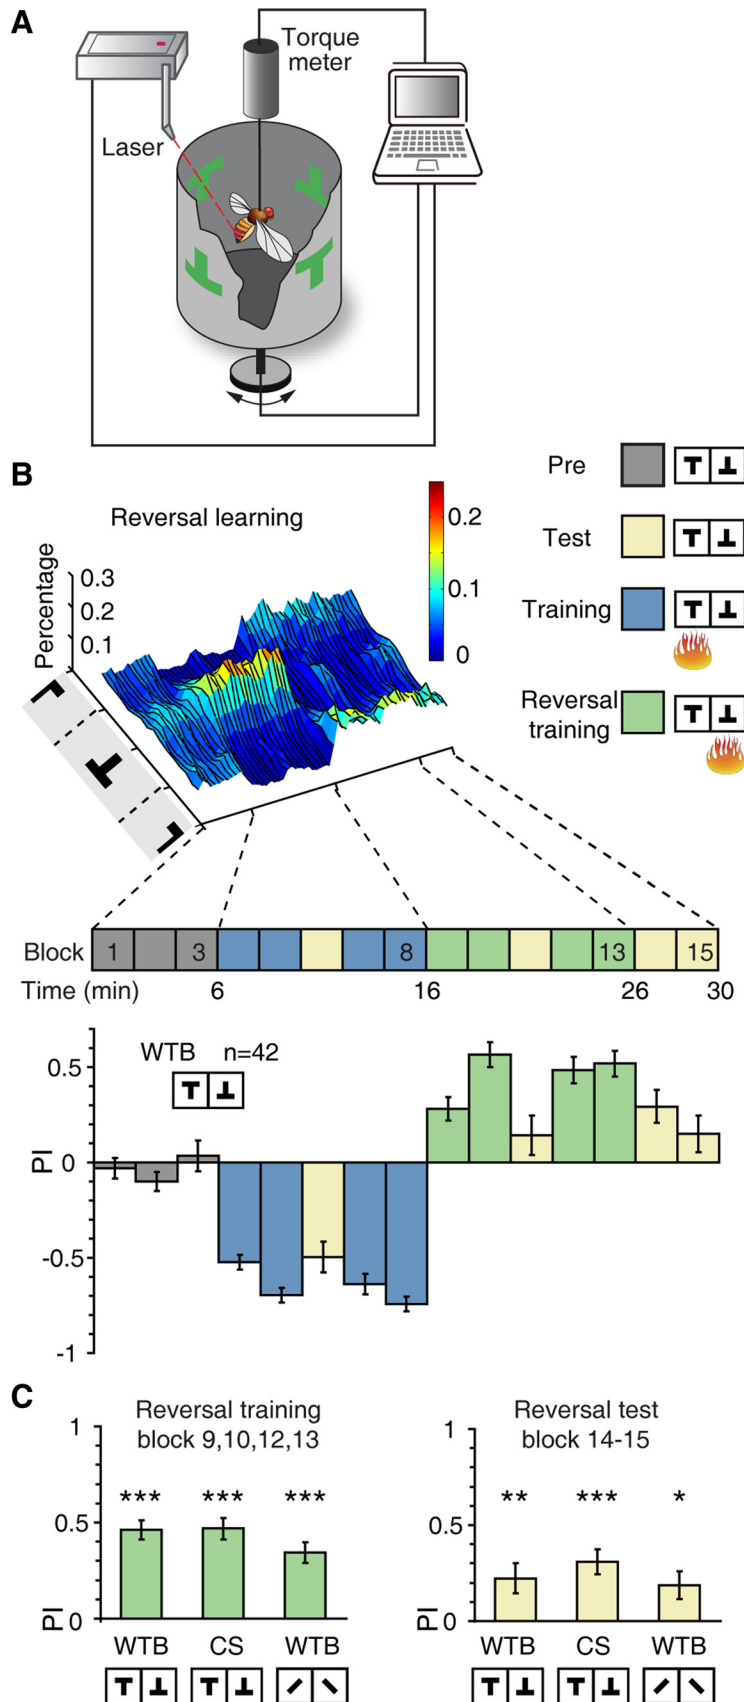 A
Torque
meter
Laser
B
Reversal learning
Percentage
0.3
0.2
0.1
0.2
0.1
0
Pre
Test
Training
Reversal
training
Block 1 3 8 13 15
Time (min) 6 16 26 30
WTB n=42
PI
0.5
0
-0.5
-1
C
Reversal training
block 9,10,12,13
1
0.5
0
PI
*** *** ***
WTB CS WTB
Reversal test
block 14-15
1
0.5
0
PI
** *** *
WTB CS WTB